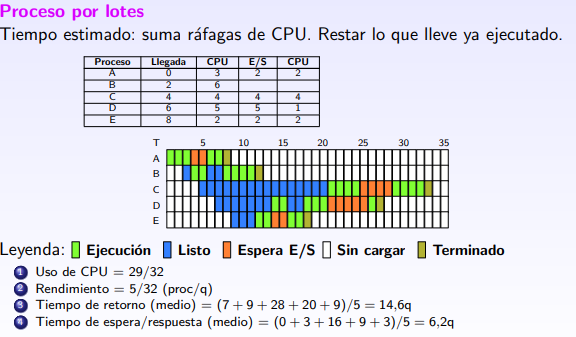 Proceso por lotes
Tiempo estimado: suma ráfagas de CPU. Restar lo que lleve ya ejecutado.
Proceso Llegada CPU E/S CPU
A 0 3 2 2
B 2 6
C 4 4 4 4
D 6 5 5 1
E 8 2 2 2
T 5 10 15 20 25 30 35
A
B
C
D
E
Leyenda: Ejecución Listo Espera E/S Sin cargar Terminado
1 Uso de CPU = 29/32
2 Rendimiento = 5/32 (proc/q)
3 Tiempo de retorno (medio) = (7 + 9 + 28 + 20 + 9)/5 = 14,6q
4 Tiempo de espera/respuesta (medio) = (0 + 3 + 16 + 9 + 3)/5 = 6,2q